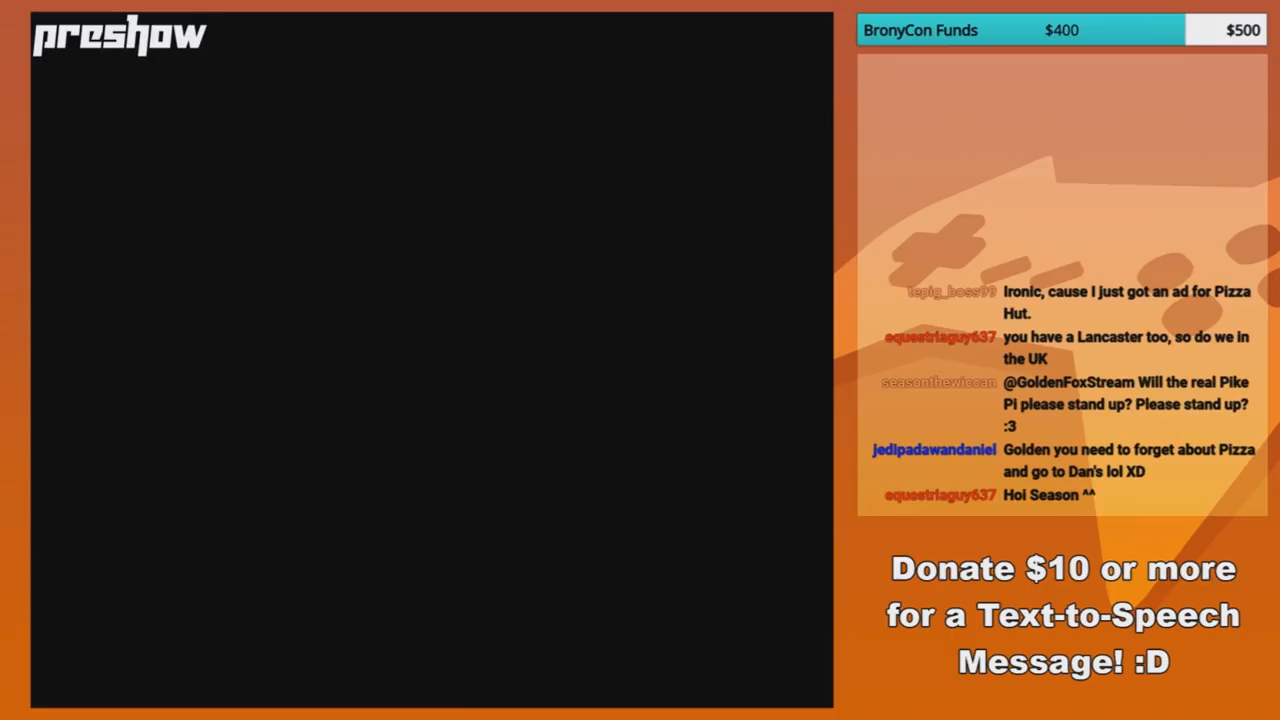 preshow
BronyCon Funds $400 $500
tepig_boss99 Ironic, cause I just got an ad for Pizza
Hut.
equestriaguy637 you have a Lancaster too, so do we in
the UK
seasonthewiccan @GoldenFoxStream Will the real Pike
Pi please stand up? Please stand up?
:3
jedipadawandaniel Golden you need to forget about Pizza
and go to Dan's lol XD
equestriaguy637 Hoi Season ^^
Donate $10 or more
for a Text-to-Speech
Message! :D